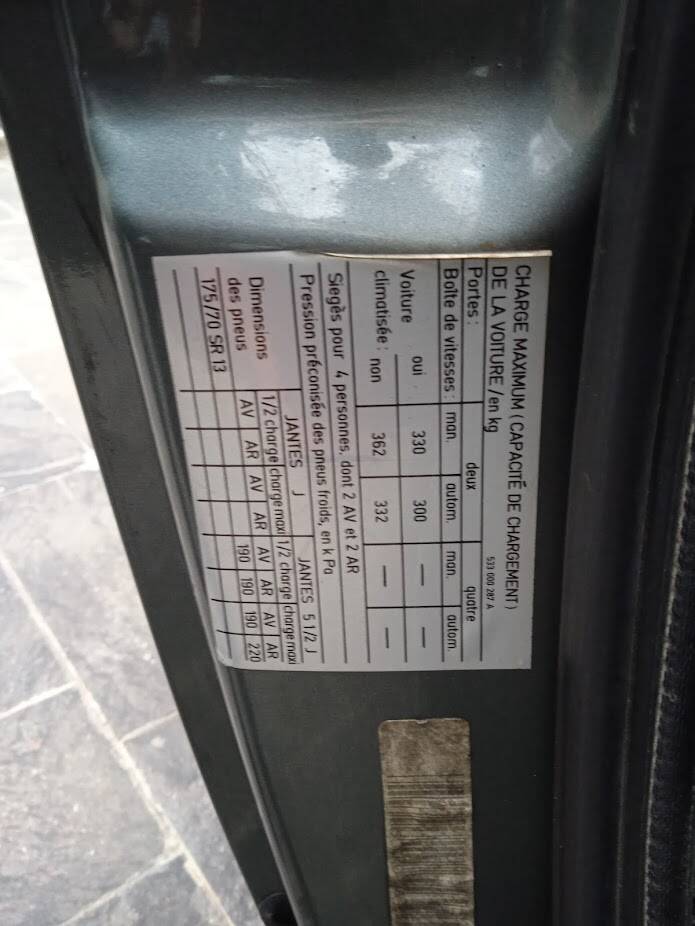 CHARGE MAXIMUM ( CAPACITÉ DE CHARGEMENT )
DE LA VOITURE / en kg 533 000 287 A
Portes : deux quatre
Boîte de vitesses : man. autom. man. autom.
Voiture oui 330 300 — —
climatisée : non 362 332 — —
Siegès pour 4 personnes, dont 2 AV et 2 AR
Pression préconisée des pneus froids, en k Pa
JANTES J JANTES 5 1/2 J
Dimensions 1/2 charge charge maxi 1/2 charge charge maxi
des pneus AV AR AV AR AV AR AV AR
175/70 SR 13 190 190 190 220